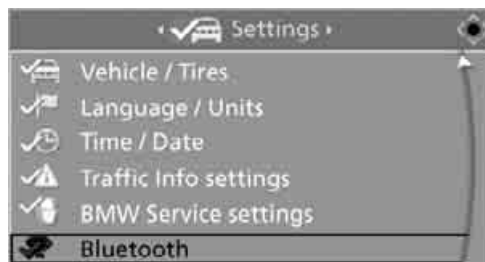 Settings
Vehicle / Tires
Language / Units
Time / Date
Traffic Info settings
BMW Service settings
Bluetooth